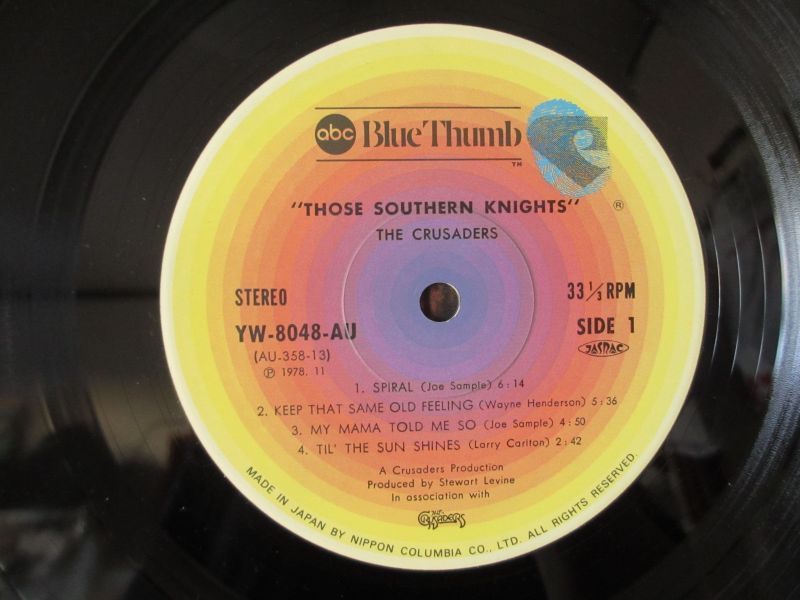 abc Blue Thumb TM
"THOSE SOUTHERN KNIGHTS" ®
THE CRUSADERS
STEREO
33 1/3 RPM
YW-8048-AU
SIDE 1
(AU-358-13)
JASRAC
℗ 1978. 11
1. SPIRAL (Joe Sample) 6:14
2. KEEP THAT SAME OLD FEELING (Wayne Henderson) 5:36
3. MY MAMA TOLD ME SO (Joe Sample) 4:50
4. TIL' THE SUN SHINES (Larry Carlton) 2:42
A Crusaders Production
Produced by Stewart Levine
In association with
THE CRUSADERS
MADE IN JAPAN BY NIPPON COLUMBIA CO., LTD. ALL RIGHTS RESERVED.